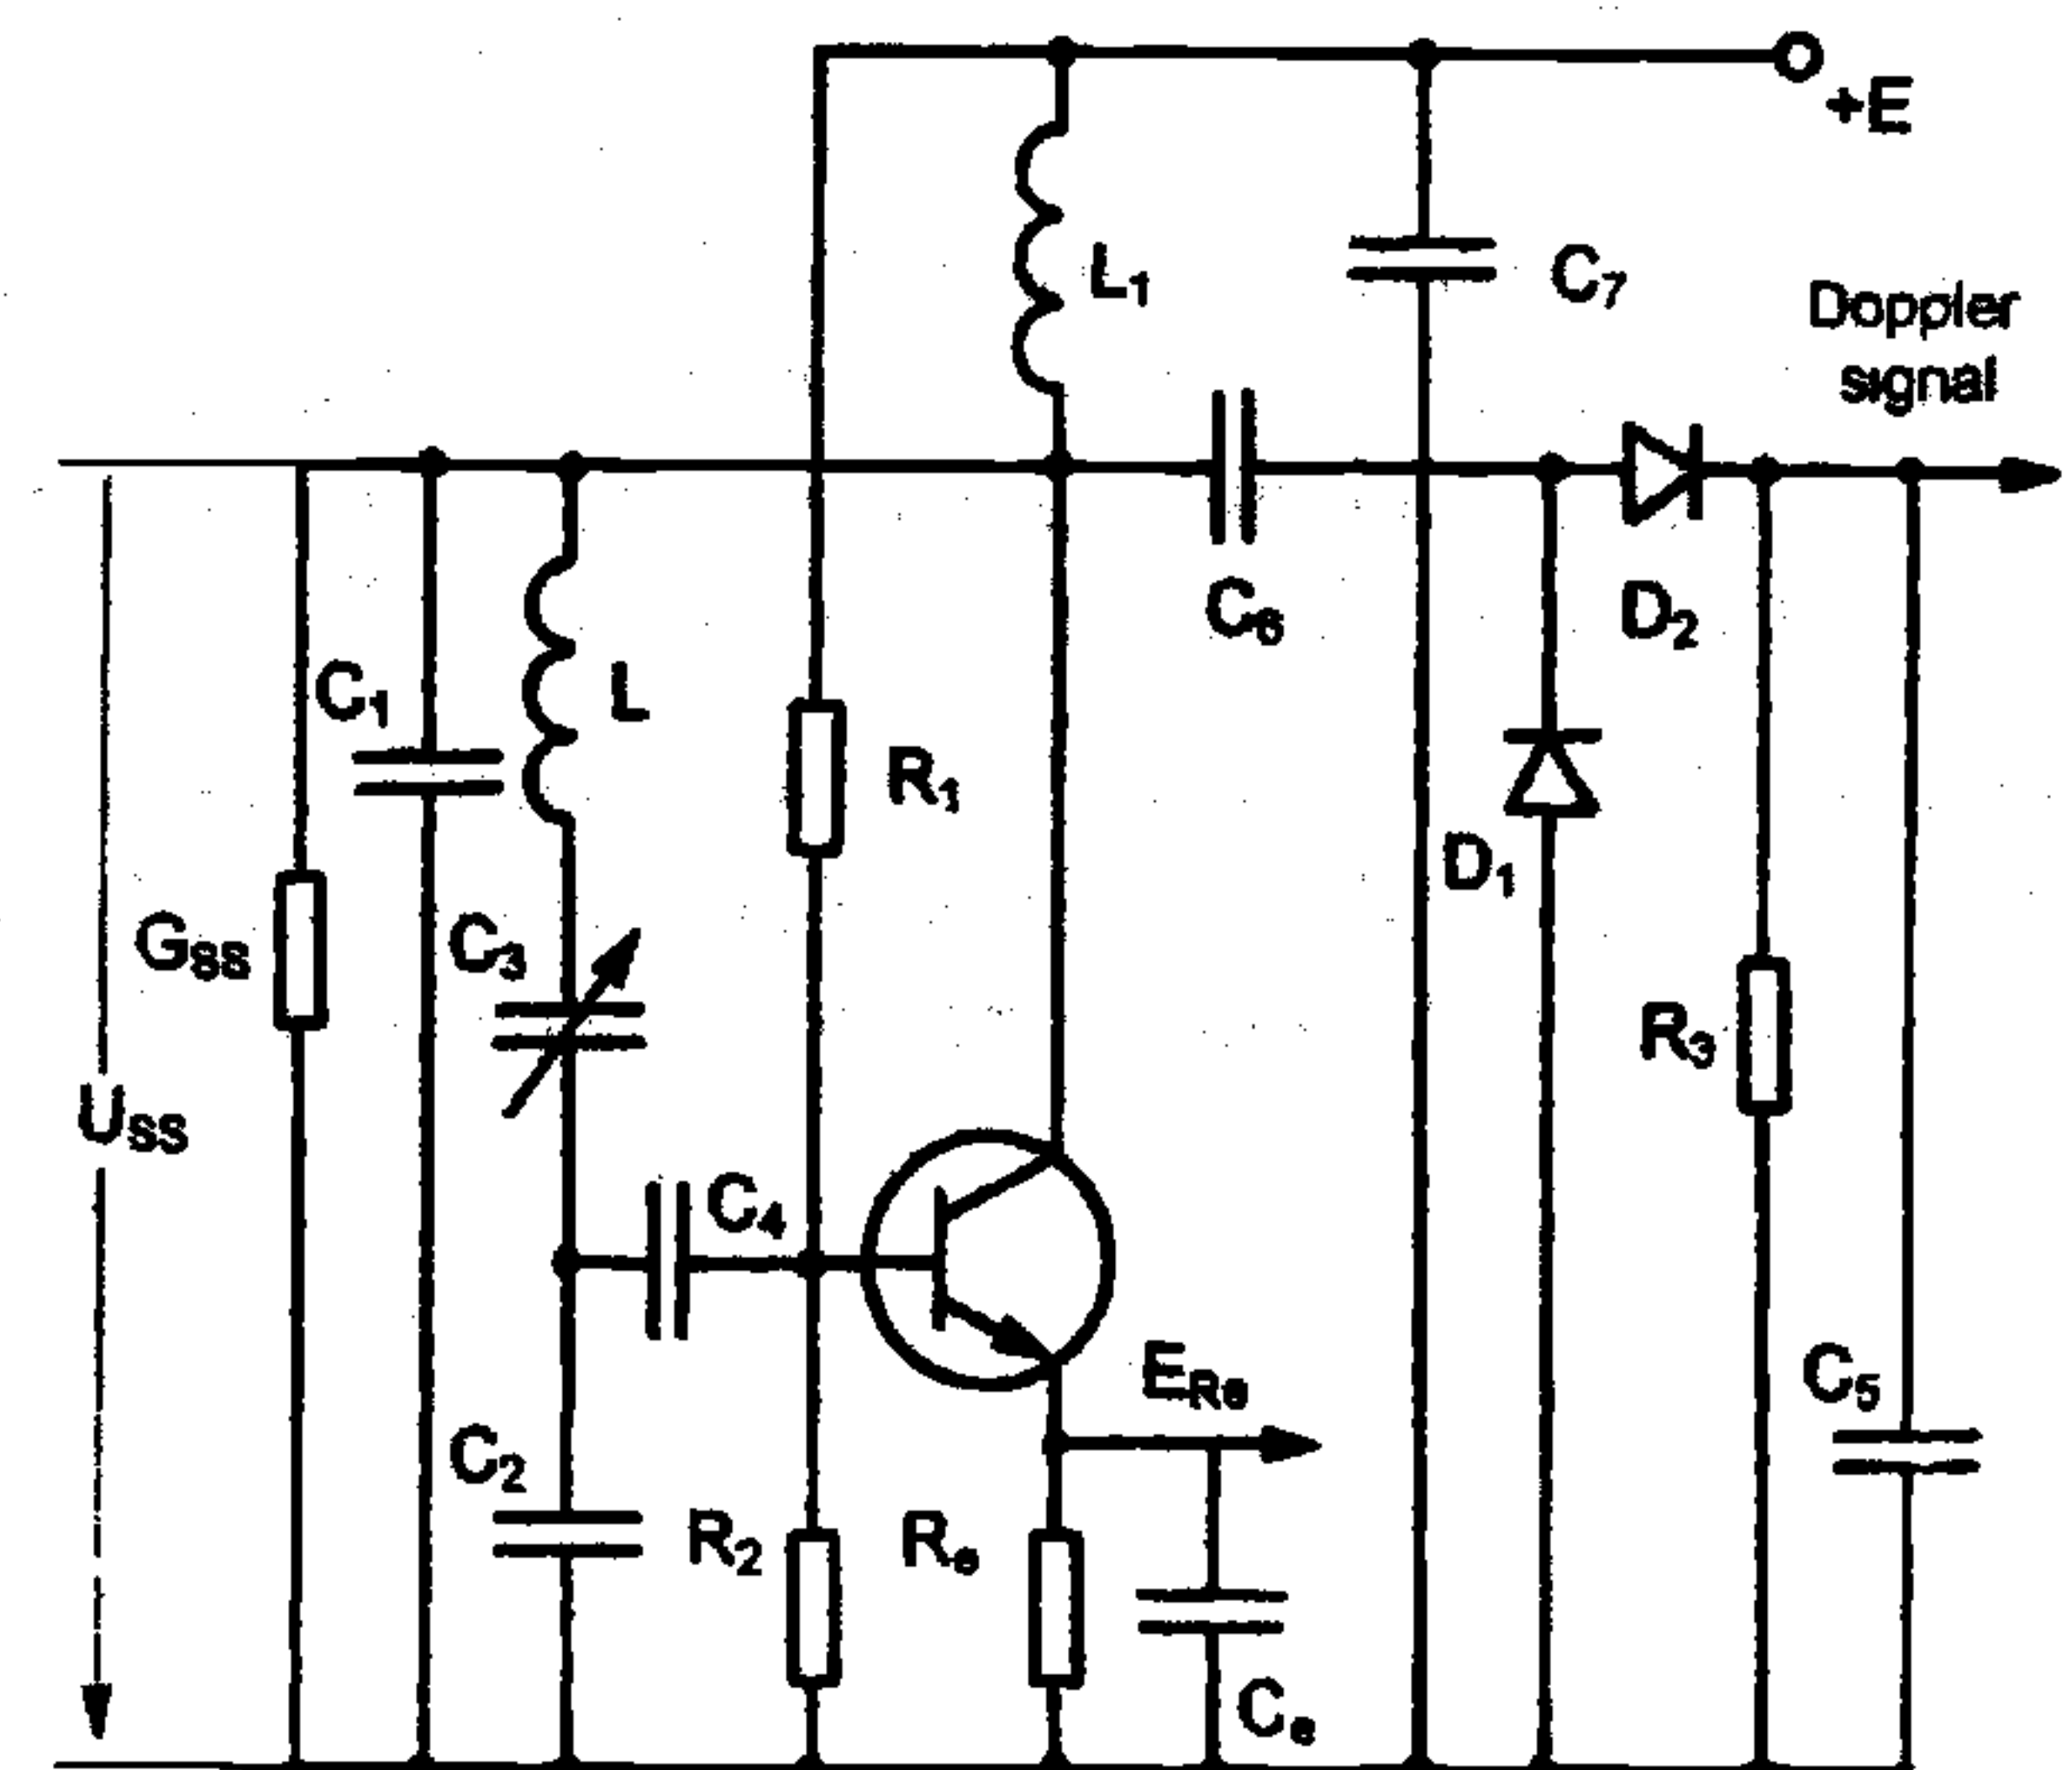 +E
L₁
C₇
Doppler
signal
C₆
D₂
C₁
L
R₁
D₁
Gss
C₃
R₃
Uss
C₄
ERe
C₅
C₂
R₂
Re
Ce